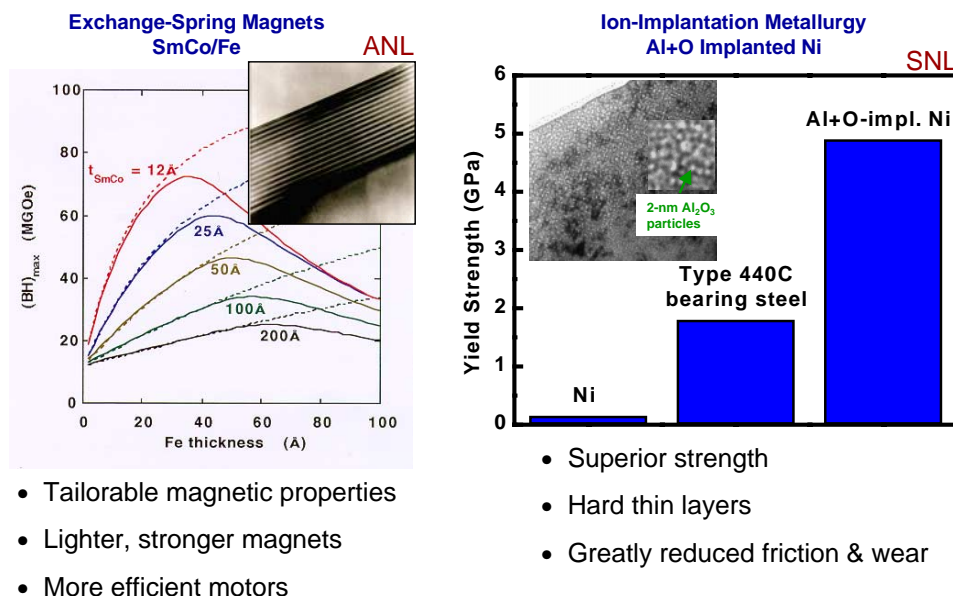 Exchange-Spring Magnets
SmCo/Fe
ANL
100
80
60
40
20
0
(BH)max (MGOe)
tSmCo = 12Å
25Å
50Å
100Å
200Å
0 20 40 60 80 100
Fe thickness (Å)
• Tailorable magnetic properties
• Lighter, stronger magnets
• More efficient motors
Ion-Implantation Metallurgy
Al+O Implanted Ni
SNL
6
5
4
3
2
1
0
Yield Strength (GPa)
Al+O-impl. Ni
2-nm Al2O3
particles
Type 440C
bearing steel
Ni
• Superior strength
• Hard thin layers
• Greatly reduced friction & wear